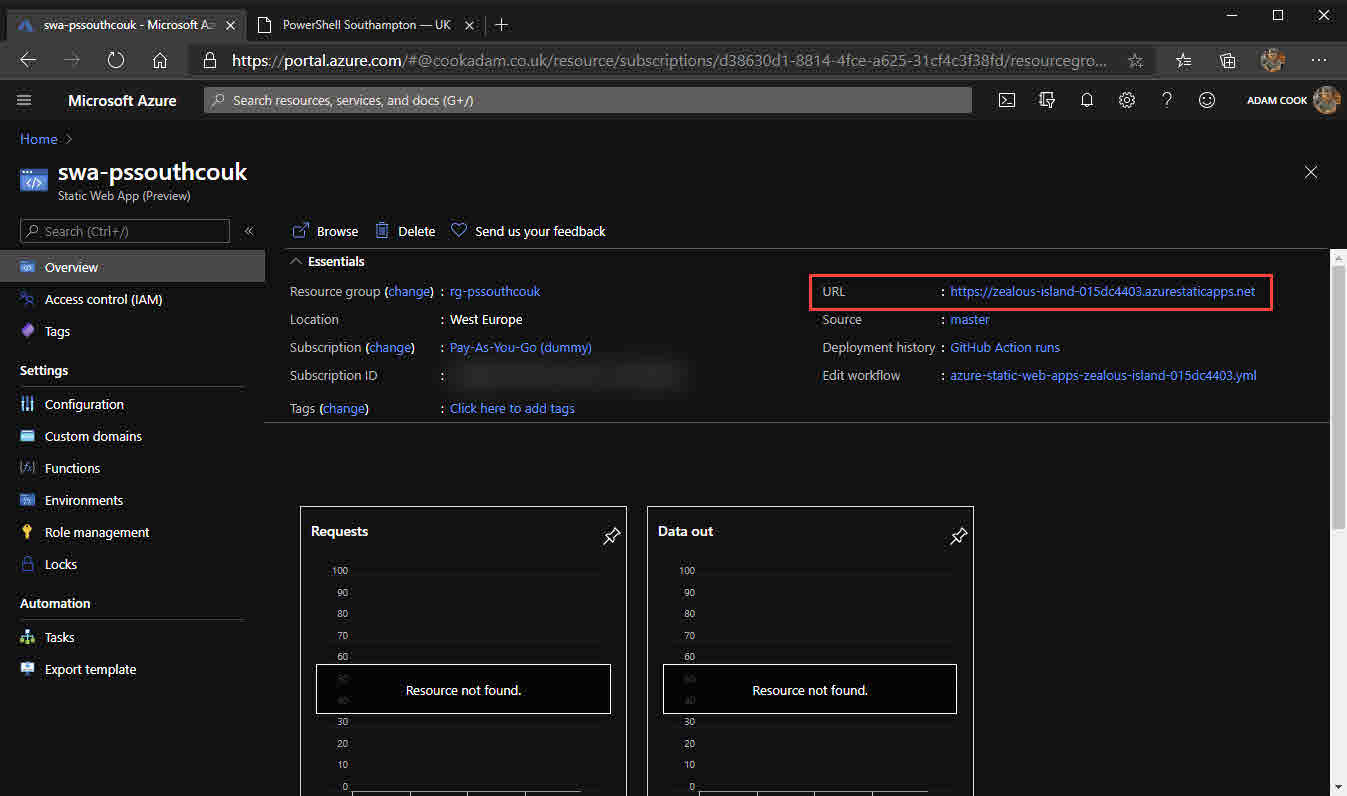 swa-pssouthcouk - Microsoft Az
PowerShell Southampton — UK
https://portal.azure.com/#@cookadam.co.uk/resource/subscriptions/d38630d1-8814-4fce-a625-31cf4c3f38fd/resourcegro...
Microsoft Azure
Search resources, services, and docs (G+/)
ADAM COOK
Home
swa-pssouthcouk
Static Web App (Preview)
Search (Ctrl+/)
Browse Delete Send us your feedback
Overview
Access control (IAM)
Tags
Settings
Configuration
Custom domains
Functions
Environments
Role management
Locks
Automation
Tasks
Export template
Essentials
Resource group (change) : rg-pssouthcouk
Location : West Europe
Subscription (change) : Pay-As-You-Go (dummy)
Subscription ID :
Tags (change) : Click here to add tags
URL : https://zealous-island-015dc4403.azurestaticapps.net
Source : master
Deployment history : GitHub Action runs
Edit workflow : azure-static-web-apps-zealous-island-015dc4403.yml
Requests
100
90
80
70
60
50
40
30
20
10
0
Resource not found.
Data out
100
90
80
70
60
50
40
30
20
10
0
Resource not found.